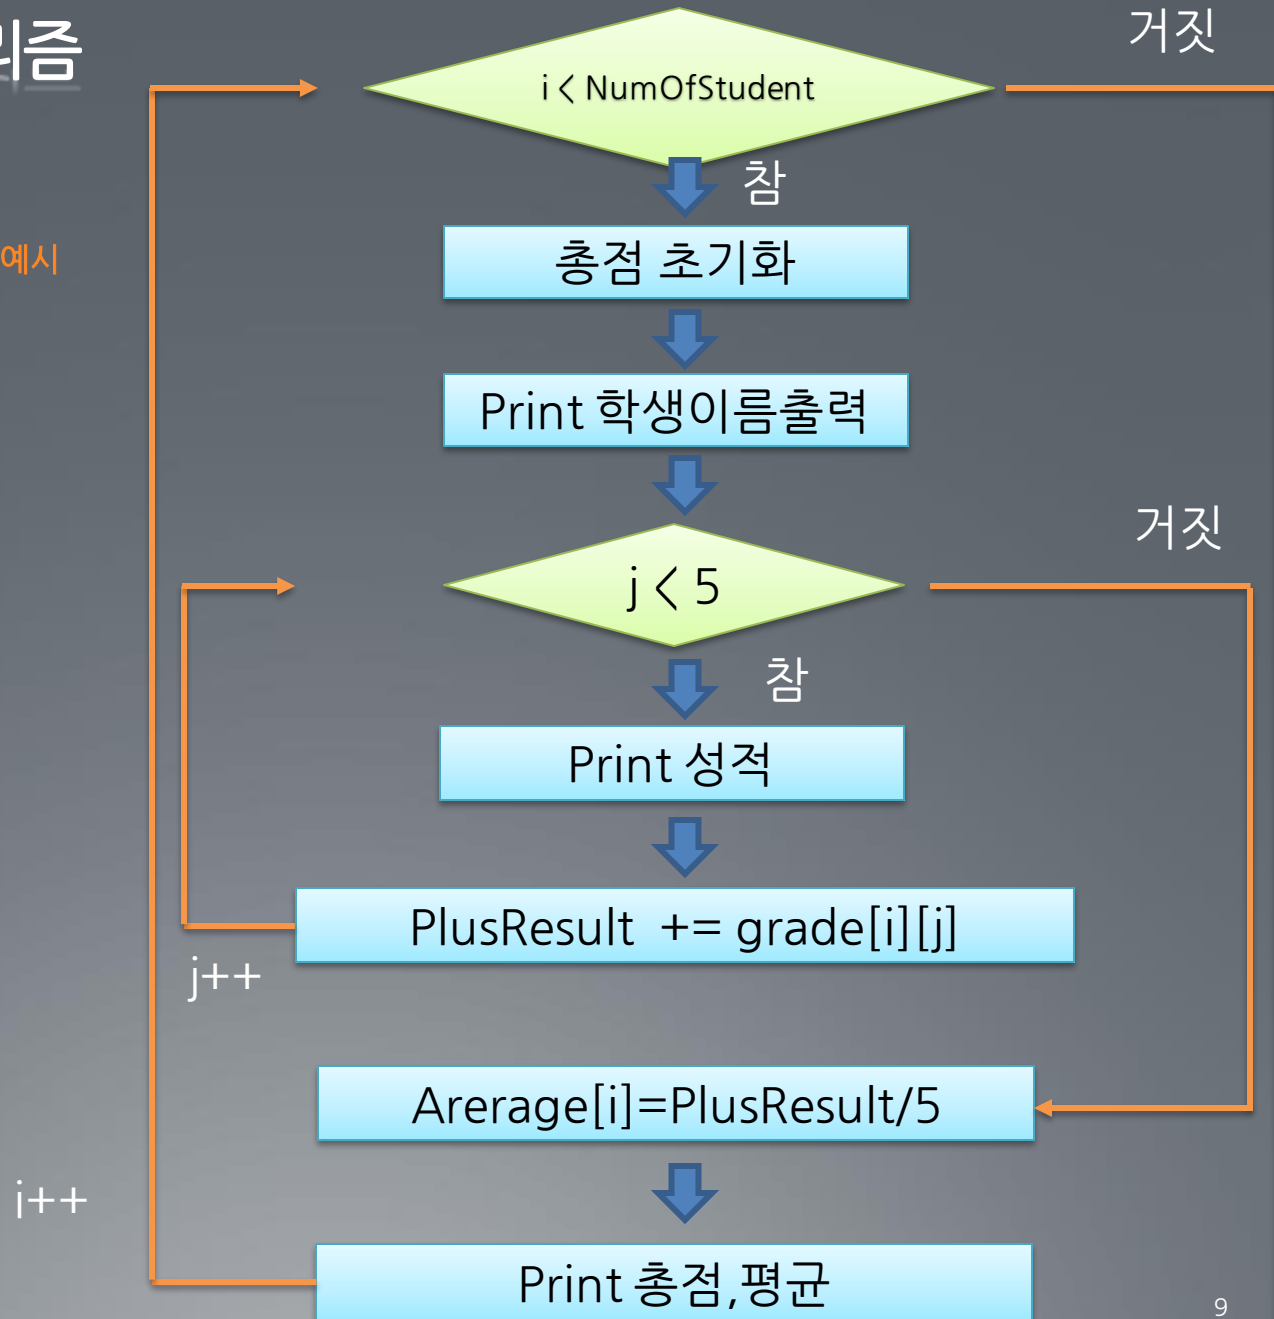 리즘
거짓
i < NumOfStudent
참
예시
총점 초기화
Print 학생이름출력
거짓
j < 5
참
Print 성적
PlusResult += grade[i][j]
j++
Arerage[i]=PlusResult/5
i++
Print 총점,평균
9